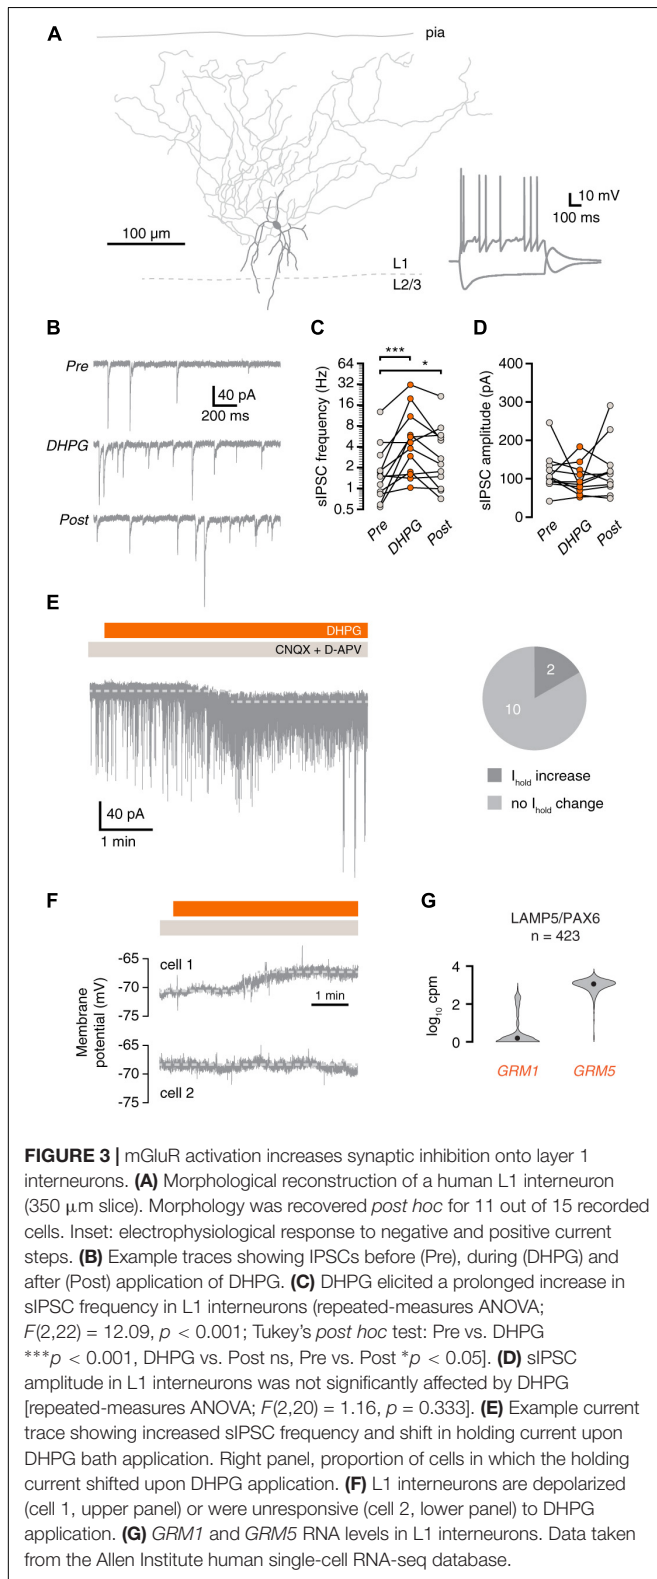 A
pia
10 mV
100 ms
100 µm
L1
L2/3
B
Pre
40 pA
200 ms
DHPG
Post
C
***
*
sIPSC frequency (Hz)
64
32
16
8
4
2
1
0.5
Pre
DHPG
Post
D
sIPSC amplitude (pA)
400
300
200
100
0
Pre
DHPG
Post
E
DHPG
CNQX + D-APV
40 pA
1 min
2
10
I hold increase
no I hold change
F
Membrane
potential (mV)
-65
-70
-75
cell 1
1 min
-65
-70
-75
cell 2
G
LAMP5/PAX6
n = 423
log10 cpm
4
2
0
GRM1
GRM5
FIGURE 3 | mGluR activation increases synaptic inhibition onto layer 1
interneurons. (A) Morphological reconstruction of a human L1 interneuron
(350 µm slice). Morphology was recovered post hoc for 11 out of 15 recorded
cells. Inset: electrophysiological response to negative and positive current
steps. (B) Example traces showing IPSCs before (Pre), during (DHPG) and
after (Post) application of DHPG. (C) DHPG elicited a prolonged increase in
sIPSC frequency in L1 interneurons (repeated-measures ANOVA;
F(2,22) = 12.09, p < 0.001; Tukey's post hoc test: Pre vs. DHPG
***p < 0.001, DHPG vs. Post ns, Pre vs. Post *p < 0.05]. (D) sIPSC
amplitude in L1 interneurons was not significantly affected by DHPG
[repeated-measures ANOVA; F(2,20) = 1.16, p = 0.333]. (E) Example current
trace showing increased sIPSC frequency and shift in holding current upon
DHPG bath application. Right panel, proportion of cells in which the holding
current shifted upon DHPG application. (F) L1 interneurons are depolarized
(cell 1, upper panel) or were unresponsive (cell 2, lower panel) to DHPG
application. (G) GRM1 and GRM5 RNA levels in L1 interneurons. Data taken
from the Allen Institute human single-cell RNA-seq database.